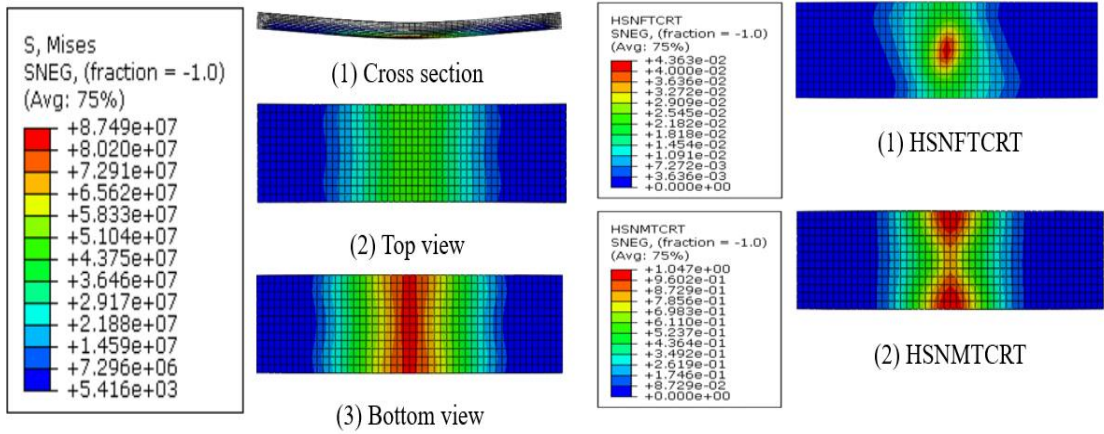 S, Mises
SNEG, (fraction = -1.0)
(Avg: 75%)
+8.749e+07
+8.020e+07
+7.291e+07
+6.562e+07
+5.833e+07
+5.104e+07
+4.375e+07
+3.646e+07
+2.917e+07
+2.188e+07
+1.459e+07
+7.296e+06
+5.416e+03
(1) Cross section
(2) Top view
(3) Bottom view
HSNFTCRT
SNEG, (fraction = -1.0)
(Avg: 75%)
+4.363e-02
+4.000e-02
+3.636e-02
+3.272e-02
+2.909e-02
+2.545e-02
+2.182e-02
+1.818e-02
+1.454e-02
+1.091e-02
+7.272e-03
+3.636e-03
+0.000e+00
(1) HSNFTCRT
HSNMTCRT
SNEG, (fraction = -1.0)
(Avg: 75%)
+1.047e+00
+9.602e-01
+8.729e-01
+7.856e-01
+6.983e-01
+6.110e-01
+5.237e-01
+4.364e-01
+3.492e-01
+2.619e-01
+1.746e-01
+8.729e-02
+0.000e+00
(2) HSNMTCRT